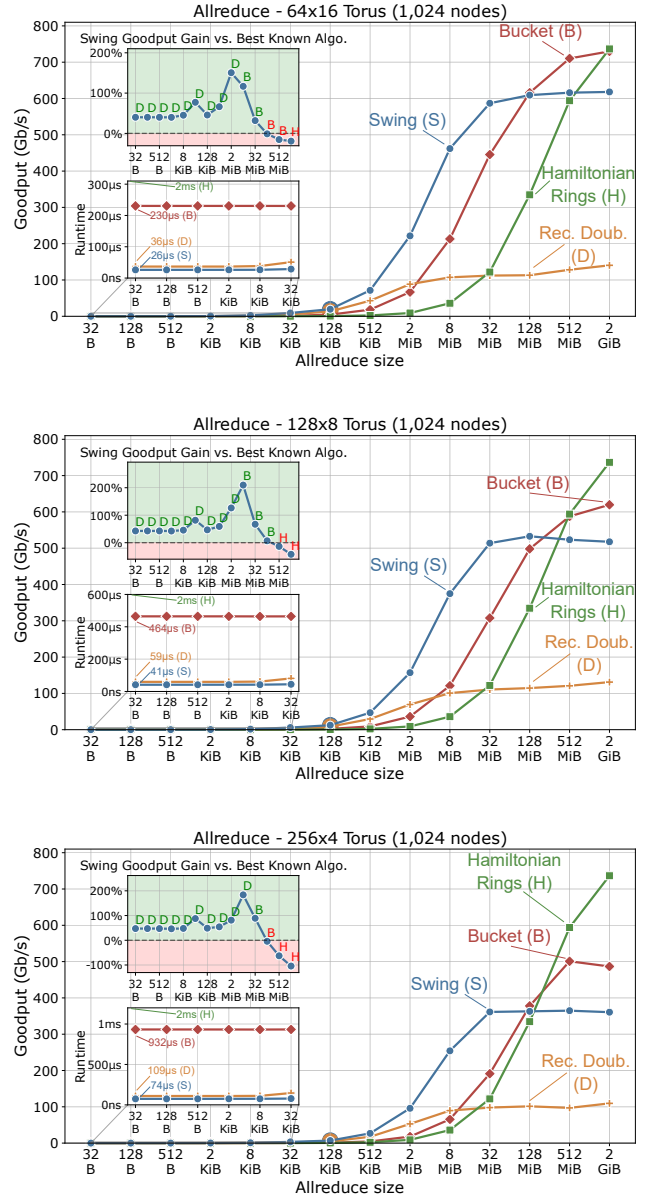 Allreduce - 64x16 Torus (1,024 nodes)
Swing Goodput Gain vs. Best Known Algo.
800
700
600
500
400
300
200
100
0
Goodput (Gb/s)
200%
100%
0%
D D D D D D D D D B B B B H
32 B
512 B
8 KiB
128 KiB
2 MiB
32 MiB
512 MiB
Runtime
300µs
200µs
100µs
0ns
2ms (H)
230µs (B)
36µs (D)
26µs (S)
32 B
128 B
512 B
2 KiB
8 KiB
32 KiB
Bucket (B)
Swing (S)
Hamiltonian
Rings (H)
Rec. Doub.
(D)
32 B
128 B
512 B
2 KiB
8 KiB
32 KiB
128 KiB
512 KiB
2 MiB
8 MiB
32 MiB
128 MiB
512 MiB
2 GiB
Allreduce size
Allreduce - 128x8 Torus (1,024 nodes)
Swing Goodput Gain vs. Best Known Algo.
800
700
600
500
400
300
200
100
0
Goodput (Gb/s)
200%
100%
0%
D D D D D D D D D B B B H H
32 B
512 B
8 KiB
128 KiB
2 MiB
32 MiB
512 MiB
Runtime
600µs
400µs
200µs
0ns
2ms (H)
464µs (B)
59µs (D)
41µs (S)
32 B
128 B
512 B
2 KiB
8 KiB
32 KiB
Bucket (B)
Swing (S)
Hamiltonian
Rings (H)
Rec. Doub.
(D)
32 B
128 B
512 B
2 KiB
8 KiB
32 KiB
128 KiB
512 KiB
2 MiB
8 MiB
32 MiB
128 MiB
512 MiB
2 GiB
Allreduce size
Allreduce - 256x4 Torus (1,024 nodes)
Swing Goodput Gain vs. Best Known Algo.
800
700
600
500
400
300
200
100
0
Goodput (Gb/s)
200%
100%
0%
-100%
D D D D D D D D D D B B H H
32 B
512 B
8 KiB
128 KiB
2 MiB
32 MiB
512 MiB
Runtime
1ms
500µs
0ns
2ms (H)
932µs (B)
109µs (D)
74µs (S)
32 B
128 B
512 B
2 KiB
8 KiB
32 KiB
Hamiltonian
Rings (H)
Bucket (B)
Swing (S)
Rec. Doub.
(D)
32 B
128 B
512 B
2 KiB
8 KiB
32 KiB
128 KiB
512 KiB
2 MiB
8 MiB
32 MiB
128 MiB
512 MiB
2 GiB
Allreduce size